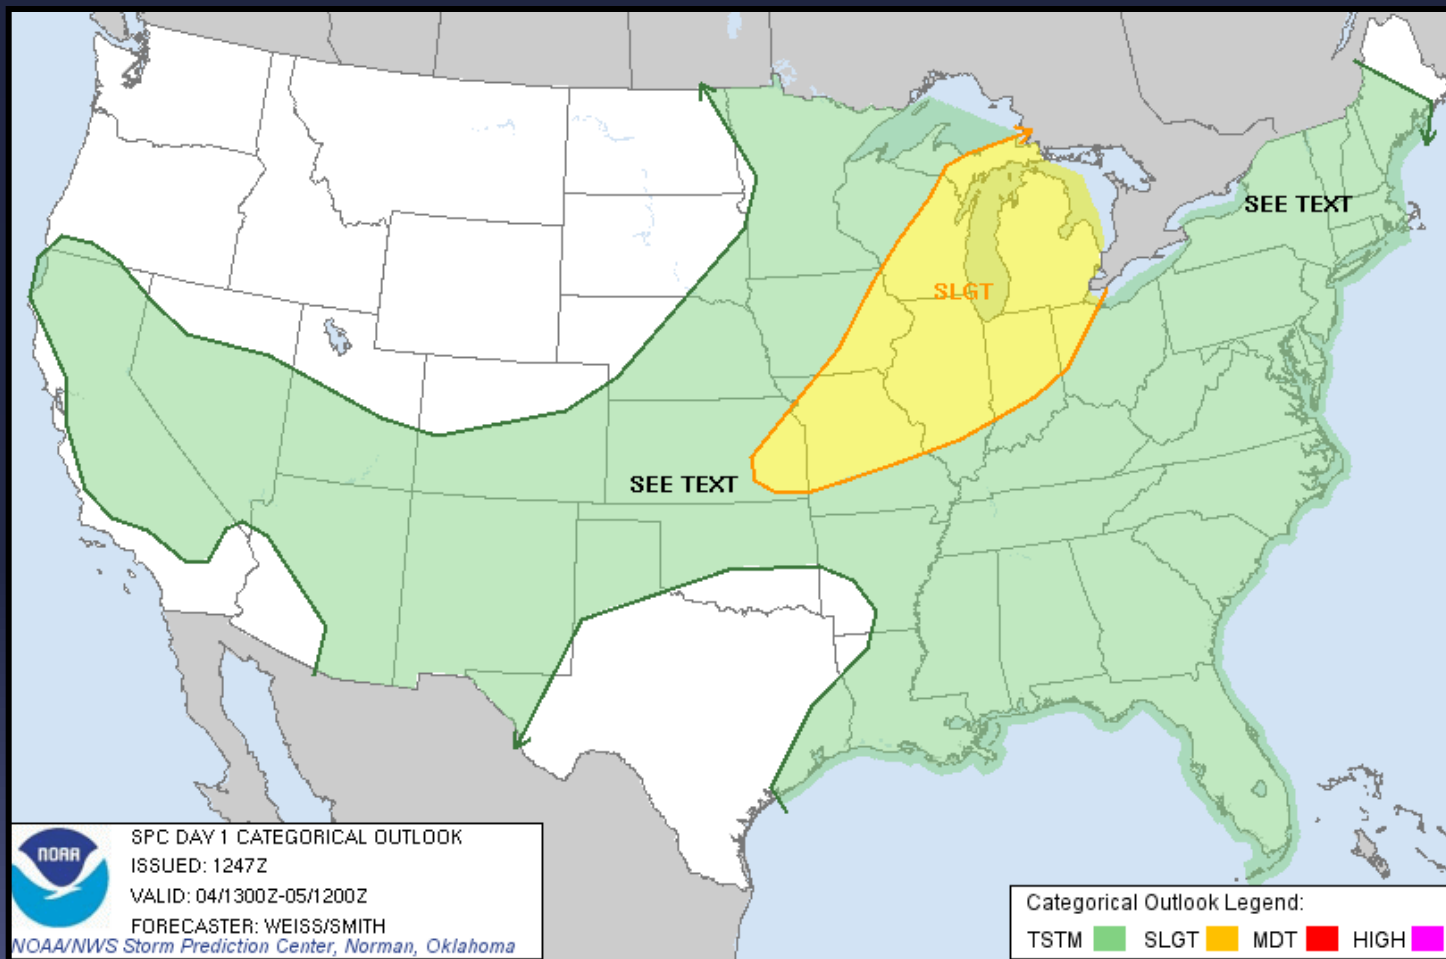 SEE TEXT
SLGT
SEE TEXT
NOAA
SPC DAY 1 CATEGORICAL OUTLOOK
ISSUED: 1247Z
VALID: 04/1300Z-05/1200Z
FORECASTER: WEISS/SMITH
NOAA/NWS Storm Prediction Center, Norman, Oklahoma
Categorical Outlook Legend:
TSTM SLGT MDT HIGH